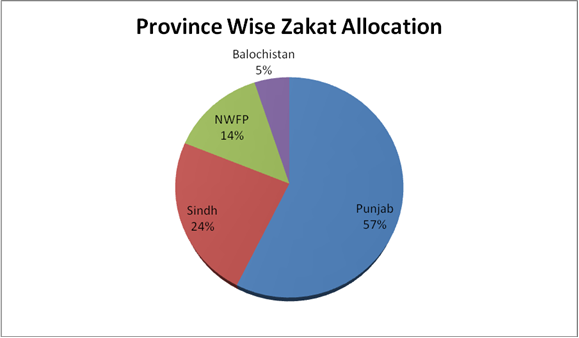 Province Wise Zakat Allocation
Balochistan
5%
NWFP
14%
Sindh
24%
Punjab
57%